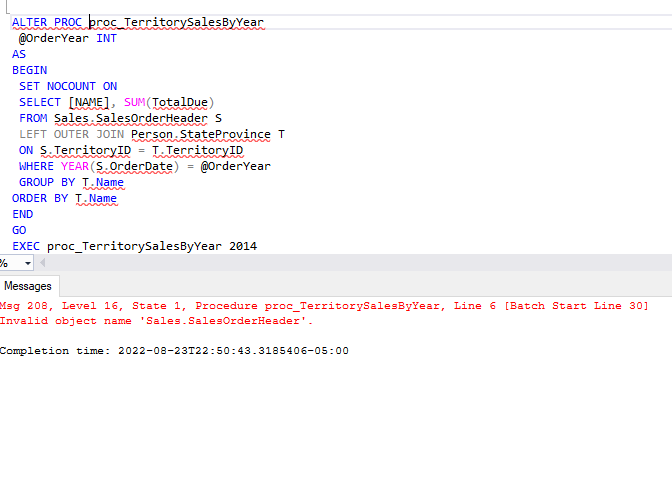 ALTER PROC proc_TerritorySalesByYear
@OrderYear INT
AS
BEGIN
SET NOCOUNT ON
SELECT [NAME], SUM(TotalDue)
FROM Sales.SalesOrderHeader S
LEFT OUTER JOIN Person.StateProvince T
ON S.TerritoryID = T.TerritoryID
WHERE YEAR(S.OrderDate) = @OrderYear
GROUP BY T.Name
ORDER BY T.Name
END
GO
EXEC proc_TerritorySalesByYear 2014
%
Messages
Msg 208, Level 16, State 1, Procedure proc_TerritorySalesByYear, Line 6 [Batch Start Line 30]
Invalid object name 'Sales.SalesOrderHeader'.
Completion time: 2022-08-23T22:50:43.3185406-05:00